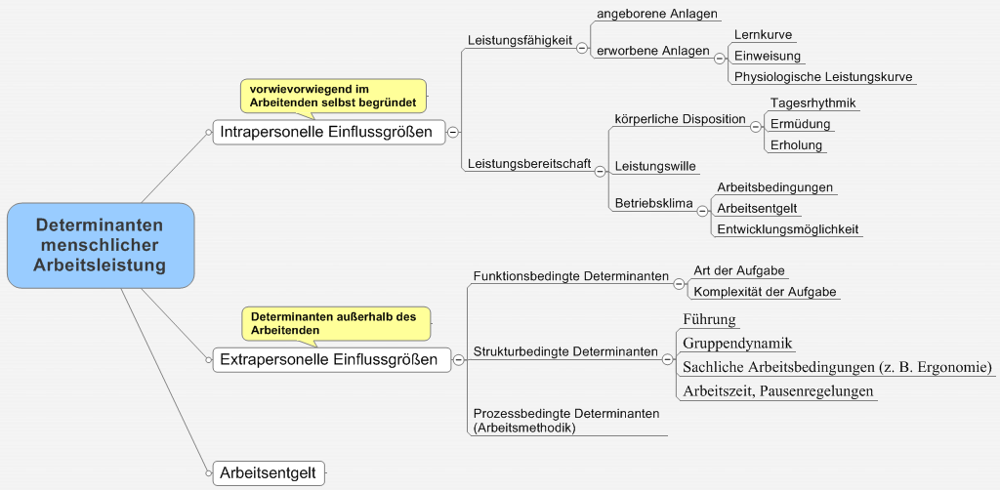 Determinanten
menschlicher
Arbeitsleistung
vorwievorwiegend im
Arbeitenden selbst begründet
Intrapersonelle Einflussgrößen
Leistungsfähigkeit
angeborene Anlagen
erworbene Anlagen
Lernkurve
Einweisung
Physiologische Leistungskurve
Leistungsbereitschaft
körperliche Disposition
Tagesrhythmik
Ermüdung
Erholung
Leistungswille
Betriebsklima
Arbeitsbedingungen
Arbeitsentgelt
Entwicklungsmöglichkeit
Determinanten außerhalb des
Arbeitenden
Extrapersonelle Einflussgrößen
Funktionsbedingte Determinanten
Art der Aufgabe
Komplexität der Aufgabe
Strukturbedingte Determinanten
Führung
Gruppendynamik
Sachliche Arbeitsbedingungen (z. B. Ergonomie)
Arbeitszeit, Pausenregelungen
Prozessbedingte Determinanten
(Arbeitsmethodik)
Arbeitsentgelt